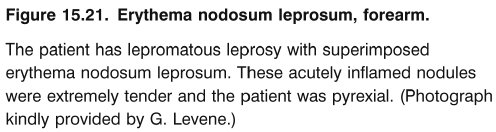 Figure 15.21. Erythema nodosum leprosum, forearm.
The patient has lepromatous leprosy with superimposed
erythema nodosum leprosum. These acutely inflamed nodules
were extremely tender and the patient was pyrexial. (Photograph
kindly provided by G. Levene.)